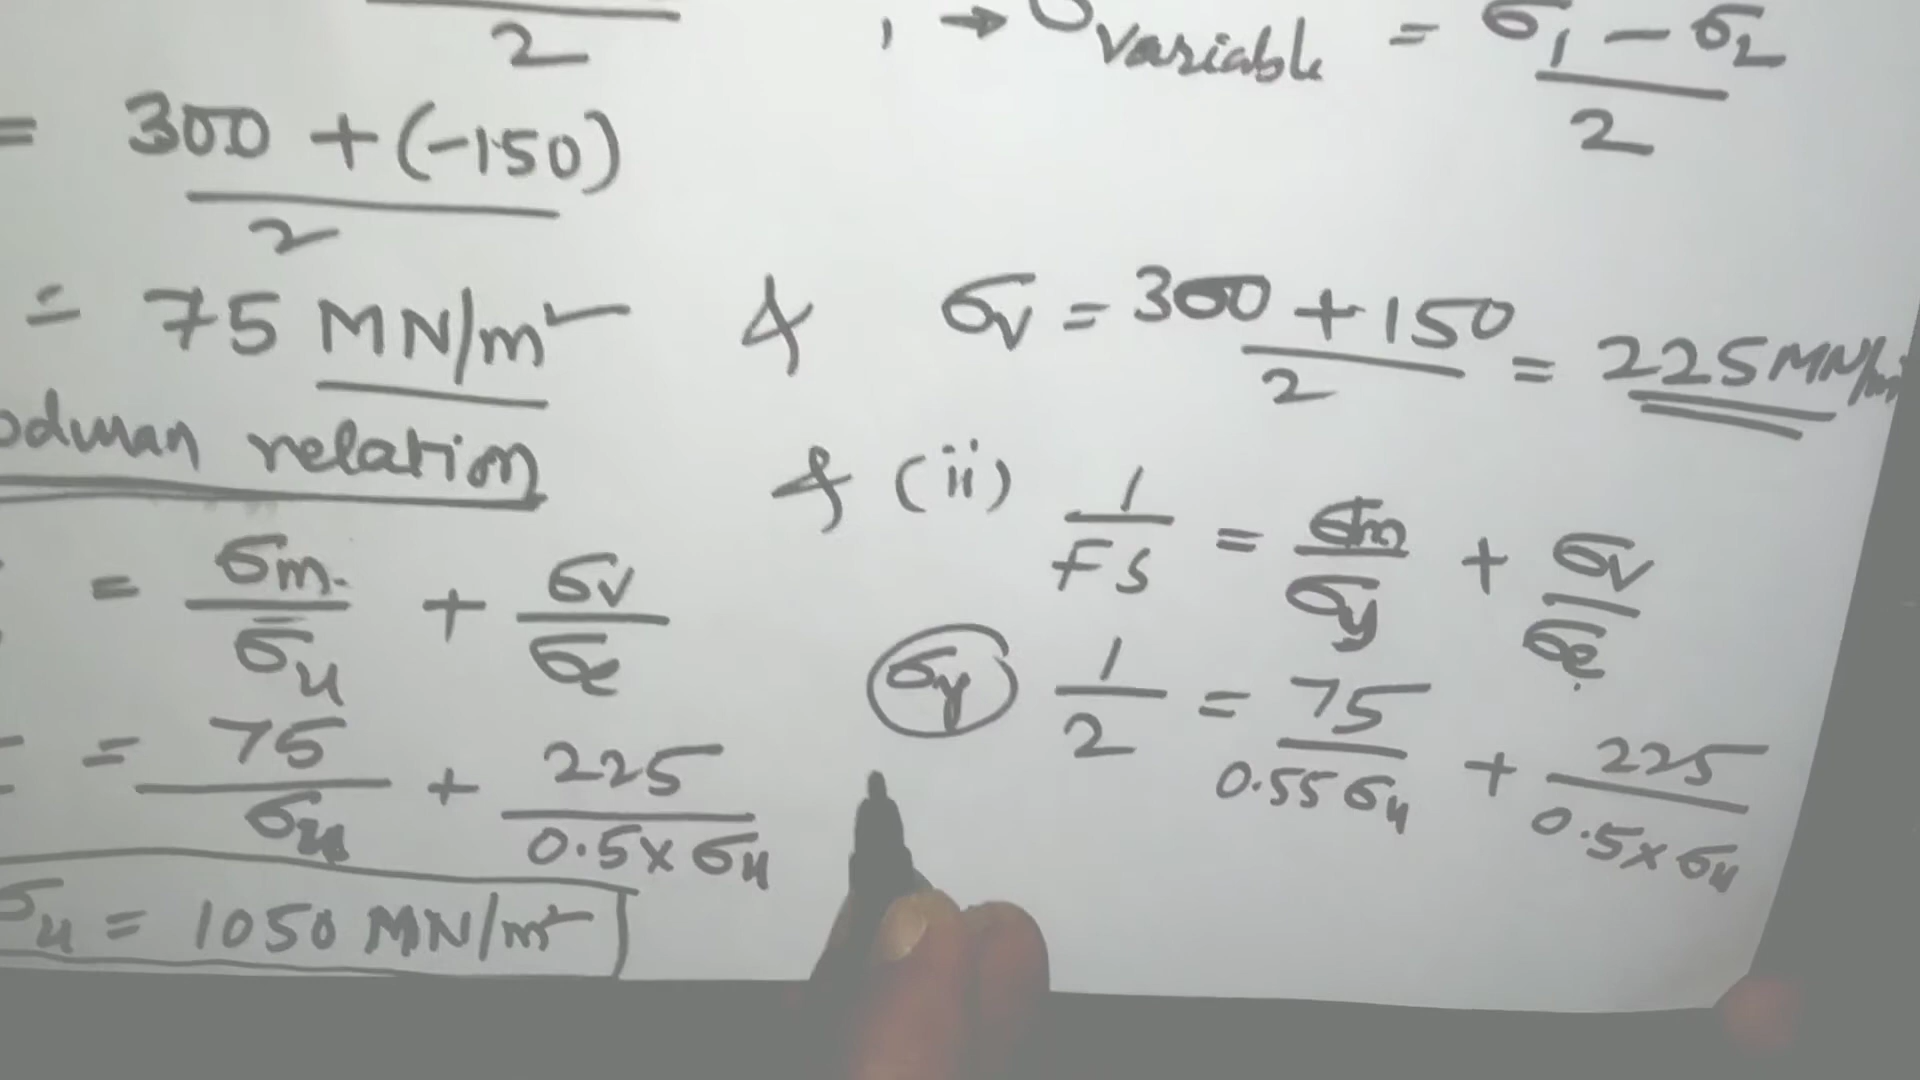 2
, → σ variable = σ1 - σ2 / 2
= 300 + (-150) / 2
= 75 MN/m² & σv = 300 + 150 / 2 = 225 MN/m²
odman relation
= σm / σu + σv / σe
= 75 / σu + 225 / 0.5 × σu
σu = 1050 MN/m²
& (ii) 1 / FS = σm / σy + σv / σe
σy 1 / 2 = 75 / 0.55 σu + 225 / 0.5 × σu